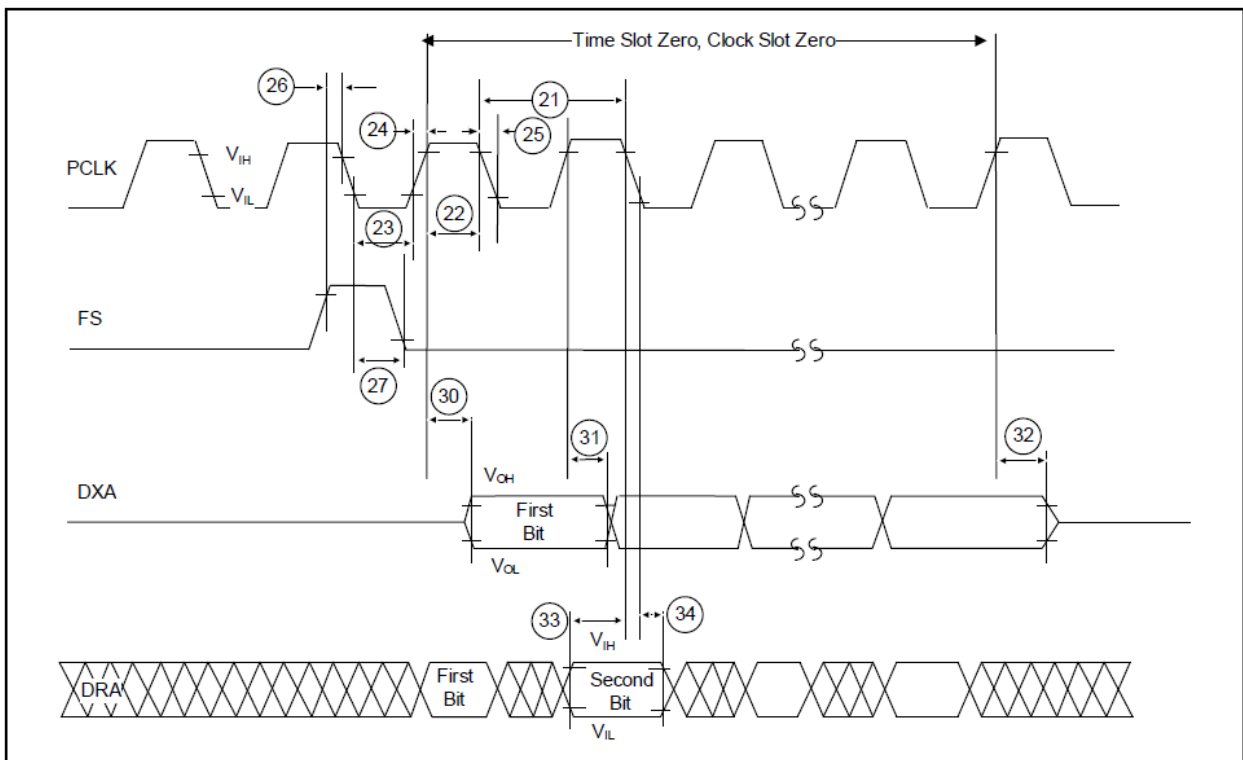 Time Slot Zero, Clock Slot Zero
26
21
24
25
PCLK
VIH
VIL
23
22
FS
27
30
31
32
DXA
VOH
First
Bit
VOL
33
34
VIH
DRA
First
Bit
Second
Bit
VIL